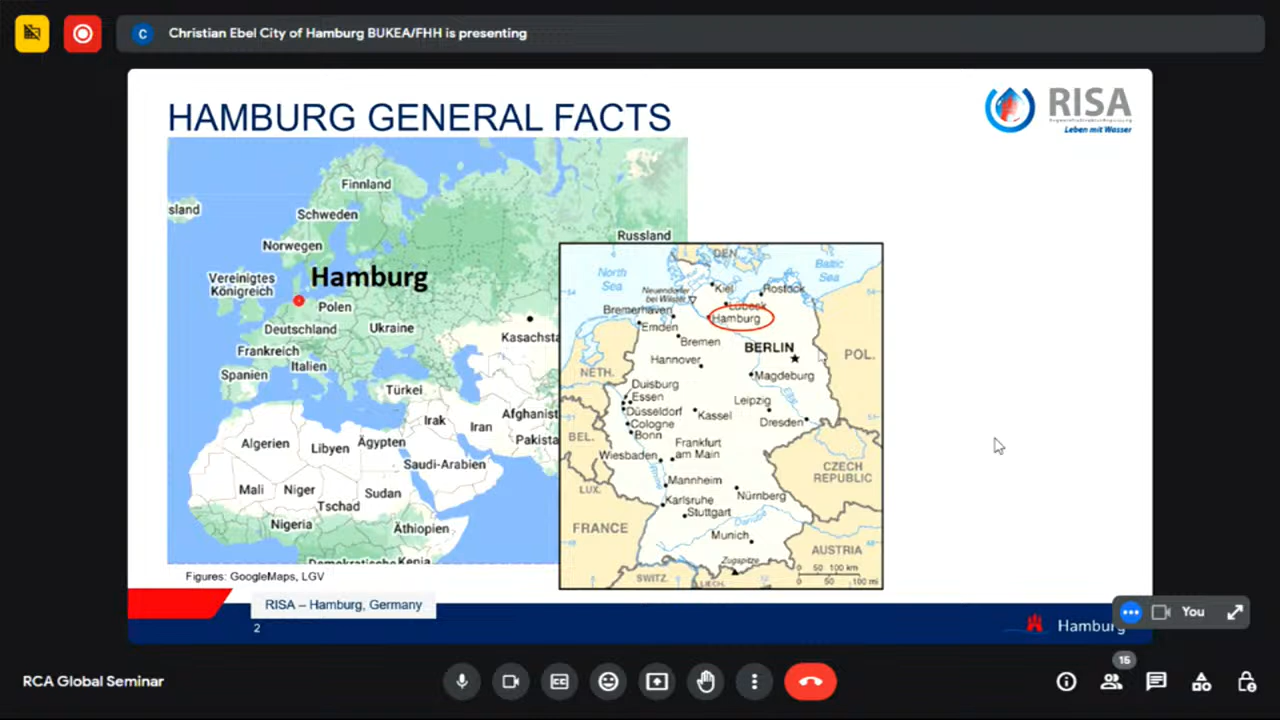 C
Christian Ebel City of Hamburg BUKEA/FHH is presenting
HAMBURG GENERAL FACTS
RISA
Leben mit Wasser
Finnland
sland
Schweden
Russland
Norwegen
Vereinigtes
Königreich
Hamburg
Polen
Deutschland
Ukraine
Kasachsta
Frankreich
Italien
Spanien
Türkei
Irak
Iran
Afghanist
Pakista
Algerien
Libyen
Ägypten
Saudi-Arabien
Mali
Niger
Sudan
Tschad
Nigeria
Äthiopien
Kenia
DEN.
North
Sea
Baltic
Sea
Kiel
Rostock
Lübeck
Bremerhaven
Hamburg
Emden
Bremen
BERLIN
POL.
Hannover
NETH.
Magdeburg
Duisburg
Essen
Düsseldorf
Kassel
Leipzig
Dresden
Cologne
Bonn
BEL.
Frankfurt
am Main
Wiesbaden
CZECH
REPUBLIC
Mannheim
LUX.
Nürnberg
Karlsruhe
Stuttgart
Danube
FRANCE
Munich
AUSTRIA
Zugspitze
SWITZ.
LIECH.
0 50 100 km
0 50 100 mi
Figures: GoogleMaps, LGV
RISA – Hamburg, Germany
2
Hamburg
You
RCA Global Seminar
15